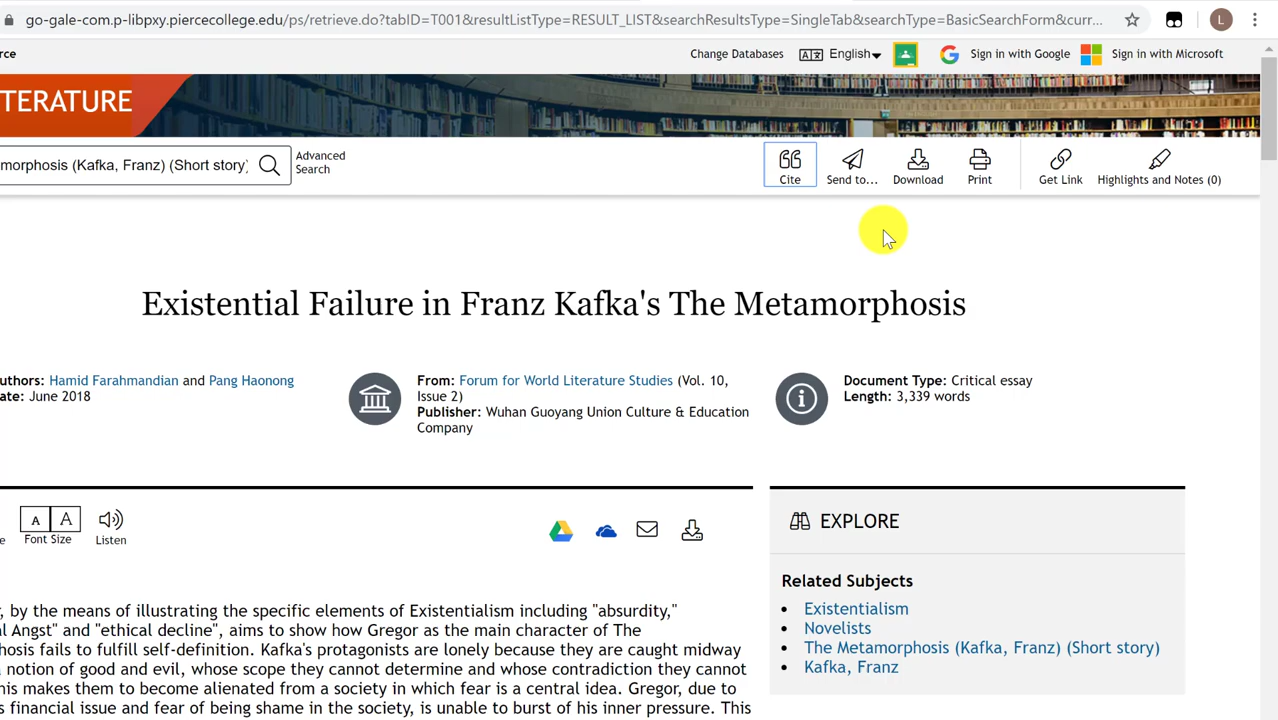 go-gale-com.p-libpxy.piercecollege.edu/ps/retrieve.do?tabID=T001&resultListType=RESULT_LIST&searchResultsType=SingleTab&searchType=BasicSearchForm&curr...
L
rce
Change Databases
English
Sign in with Google
Sign in with Microsoft
TERATURE
morphosis (Kafka, Franz) (Short story)
Advanced
Search
Cite
Send to...
Download
Print
Get Link
Highlights and Notes (0)
Existential Failure in Franz Kafka's The Metamorphosis
uthors: Hamid Farahmandian and Pang Haonong
ate: June 2018
From: Forum for World Literature Studies (Vol. 10,
Issue 2)
Publisher: Wuhan Guoyang Union Culture & Education
Company
Document Type: Critical essay
Length: 3,339 words
A A
e
Font Size
Listen
EXPLORE
Related Subjects
• Existentialism
• Novelists
• The Metamorphosis (Kafka, Franz) (Short story)
• Kafka, Franz
, by the means of illustrating the specific elements of Existentialism including "absurdity,"
l Angst" and "ethical decline", aims to show how Gregor as the main character of The
phosis fails to fulfill self-definition. Kafka's protagonists are lonely because they are caught midway
a notion of good and evil, whose scope they cannot determine and whose contradiction they cannot
his makes them to become alienated from a society in which fear is a central idea. Gregor, due to
s financial issue and fear of being shame in the society, is unable to burst of his inner pressure. This